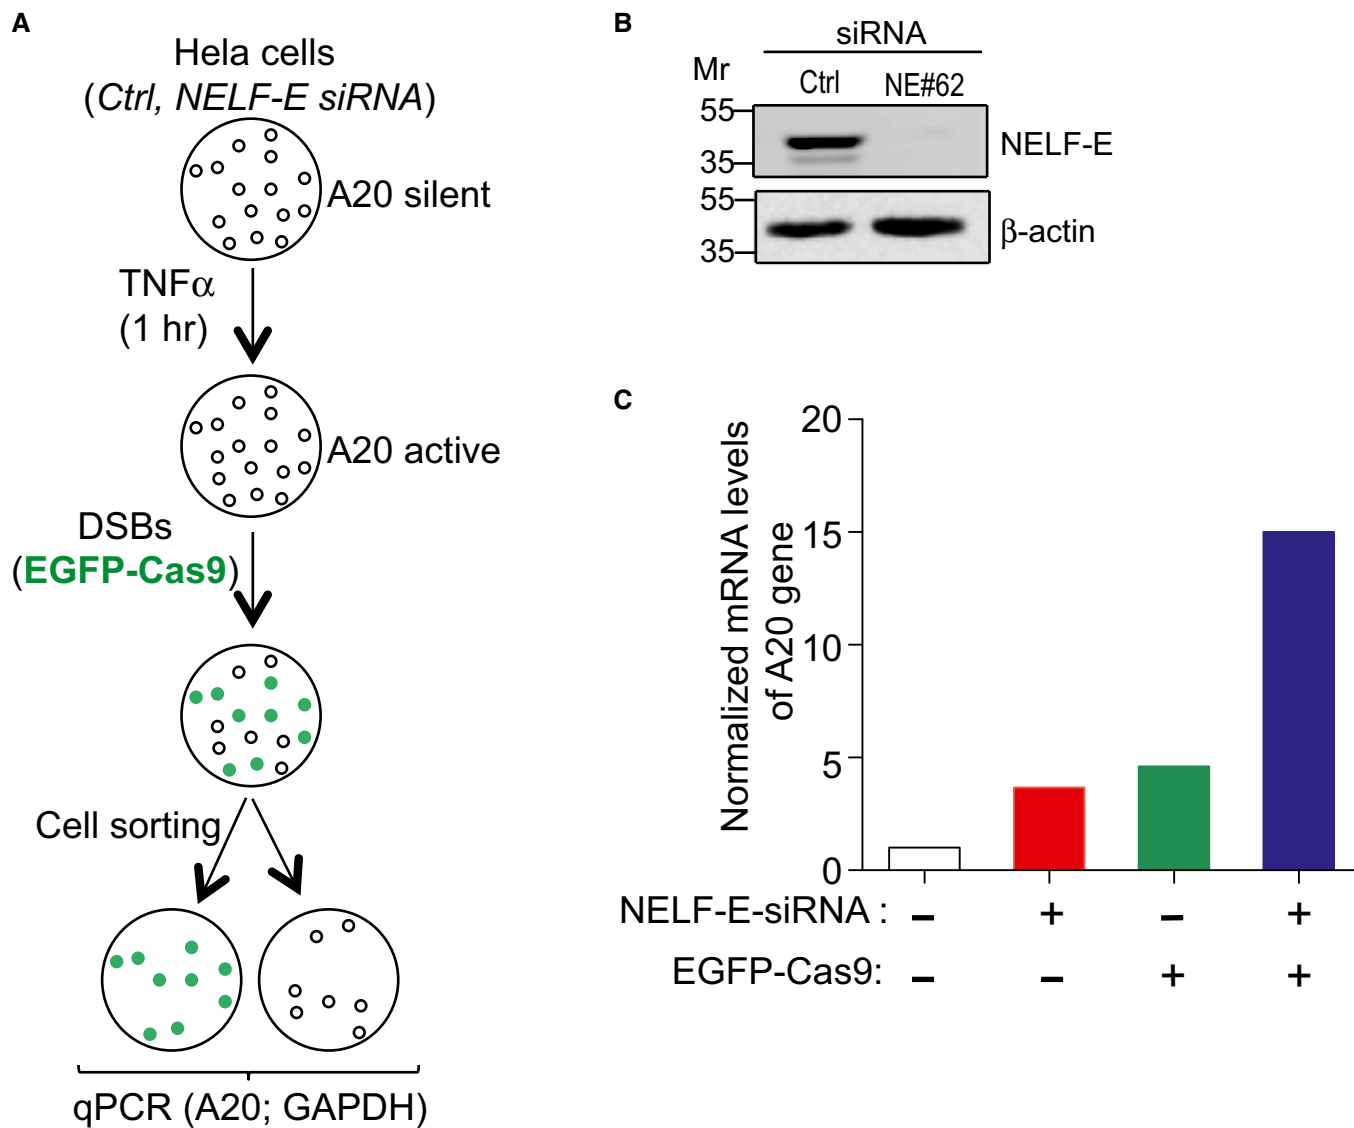 A
Hela cells
(Ctrl, NELF-E siRNA)
A20 silent
TNFα
(1 hr)
A20 active
DSBs
(EGFP-Cas9)
Cell sorting
qPCR (A20; GAPDH)
B
siRNA
Mr
Ctrl
NE#62
55
35
NELF-E
55
35
β-actin
C
Normalized mRNA levels
of A20 gene
20
15
10
5
0
NELF-E-siRNA : – + – +
EGFP-Cas9: – – + +